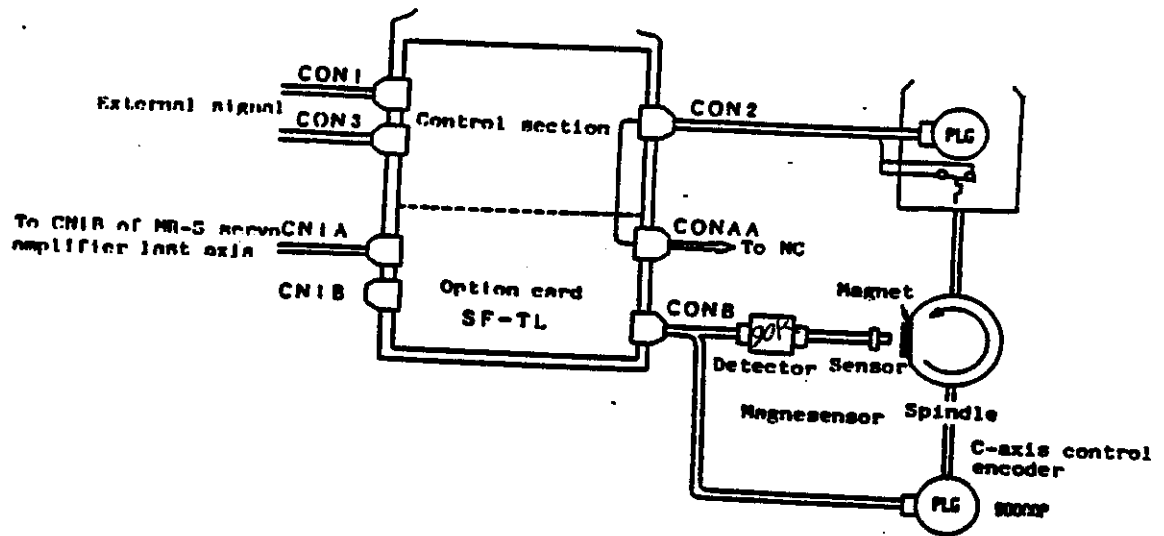 CON1
External signal
CON3
Control section
CON2
PLG
To CN1B of MR-S servo
amplifier last axis
CN1A
CN1B
CONAA
To NC
Option card
SF-TL
CONB
Magnet
Detector
Sensor
Magnesensor
Spindle
C-axis control
encoder
PLG
90000P